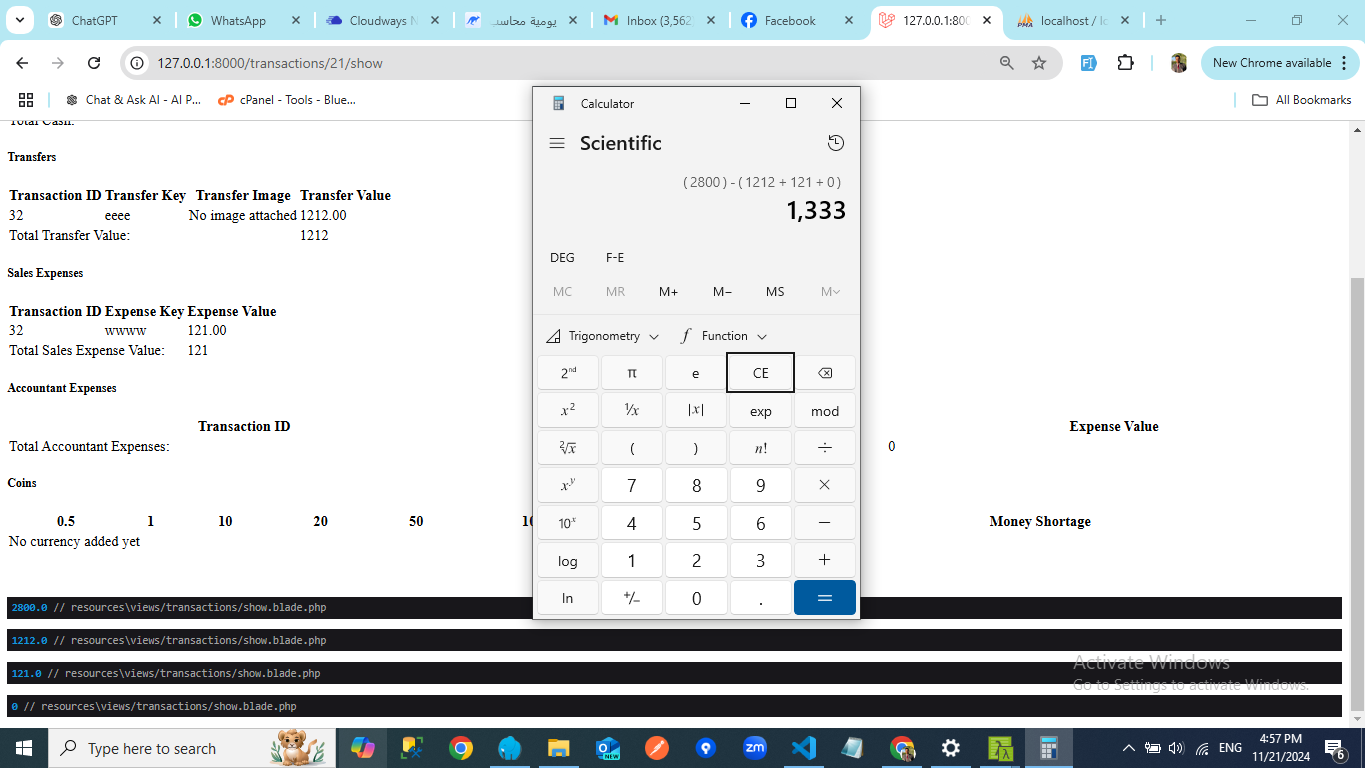 ChatGPT
WhatsApp
Cloudways N
يومية محاسبـ
Inbox (3,562
Facebook
127.0.0.1:800
localhost / lo
127.0.0.1:8000/transactions/21/show
New Chrome available
Chat & Ask AI - AI P...
cPanel - Tools - Blue...
All Bookmarks
Total Cash:
Transfers
Transaction ID Transfer Key Transfer Image Transfer Value
32 eeee No image attached 1212.00
Total Transfer Value: 1212
Sales Expenses
Transaction ID Expense Key Expense Value
32 wwww 121.00
Total Sales Expense Value: 121
Accountant Expenses
Transaction ID Expense Value
Total Accountant Expenses: 0
Coins
0.5 1 10 20 50 10 Money Shortage
No currency added yet
2800.0 // resources\views/transactions/show.blade.php
1212.0 // resources\views/transactions/show.blade.php
121.0 // resources\views/transactions/show.blade.php
0 // resources\views/transactions/show.blade.php
Calculator
Scientific
( 2800 ) - ( 1212 + 121 + 0 )
1,333
DEG F-E
MC MR M+ M− MS M
Trigonometry f Function
2nd π e CE
x² ¹/x |x| exp mod
²√x ( ) n! ÷
xʸ 7 8 9 ×
10ˣ 4 5 6 −
log 1 2 3 +
ln +/− 0 . =
Activate Windows
Go to Settings to activate Windows.
Type here to search
NEW
zm
ENG
4:57 PM
11/21/2024
6